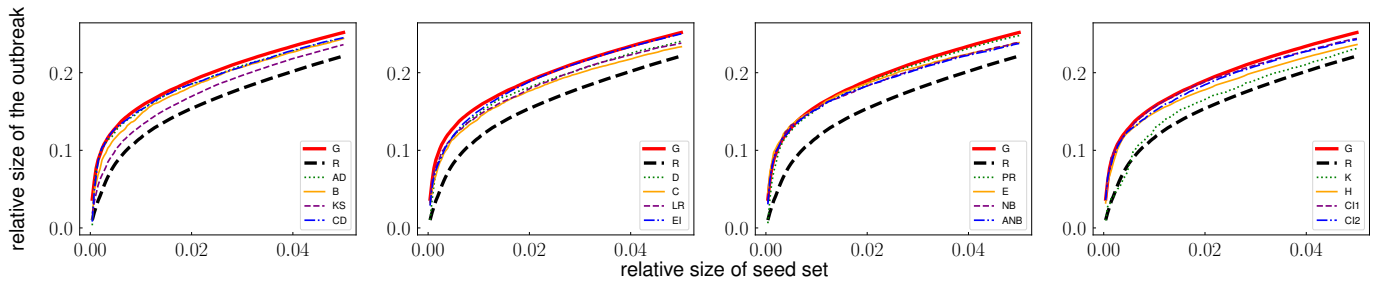 relative size of the outbreak
0.2
0.1
0.0
G
R
AD
B
KS
CD
0.00
0.02
0.04
0.2
0.1
0.0
G
R
D
C
LR
EI
0.00
0.02
0.04
0.2
0.1
0.0
G
R
PR
E
NB
ANB
0.00
0.02
0.04
0.2
0.1
0.0
G
R
K
H
CI1
CI2
0.00
0.02
0.04
relative size of seed set